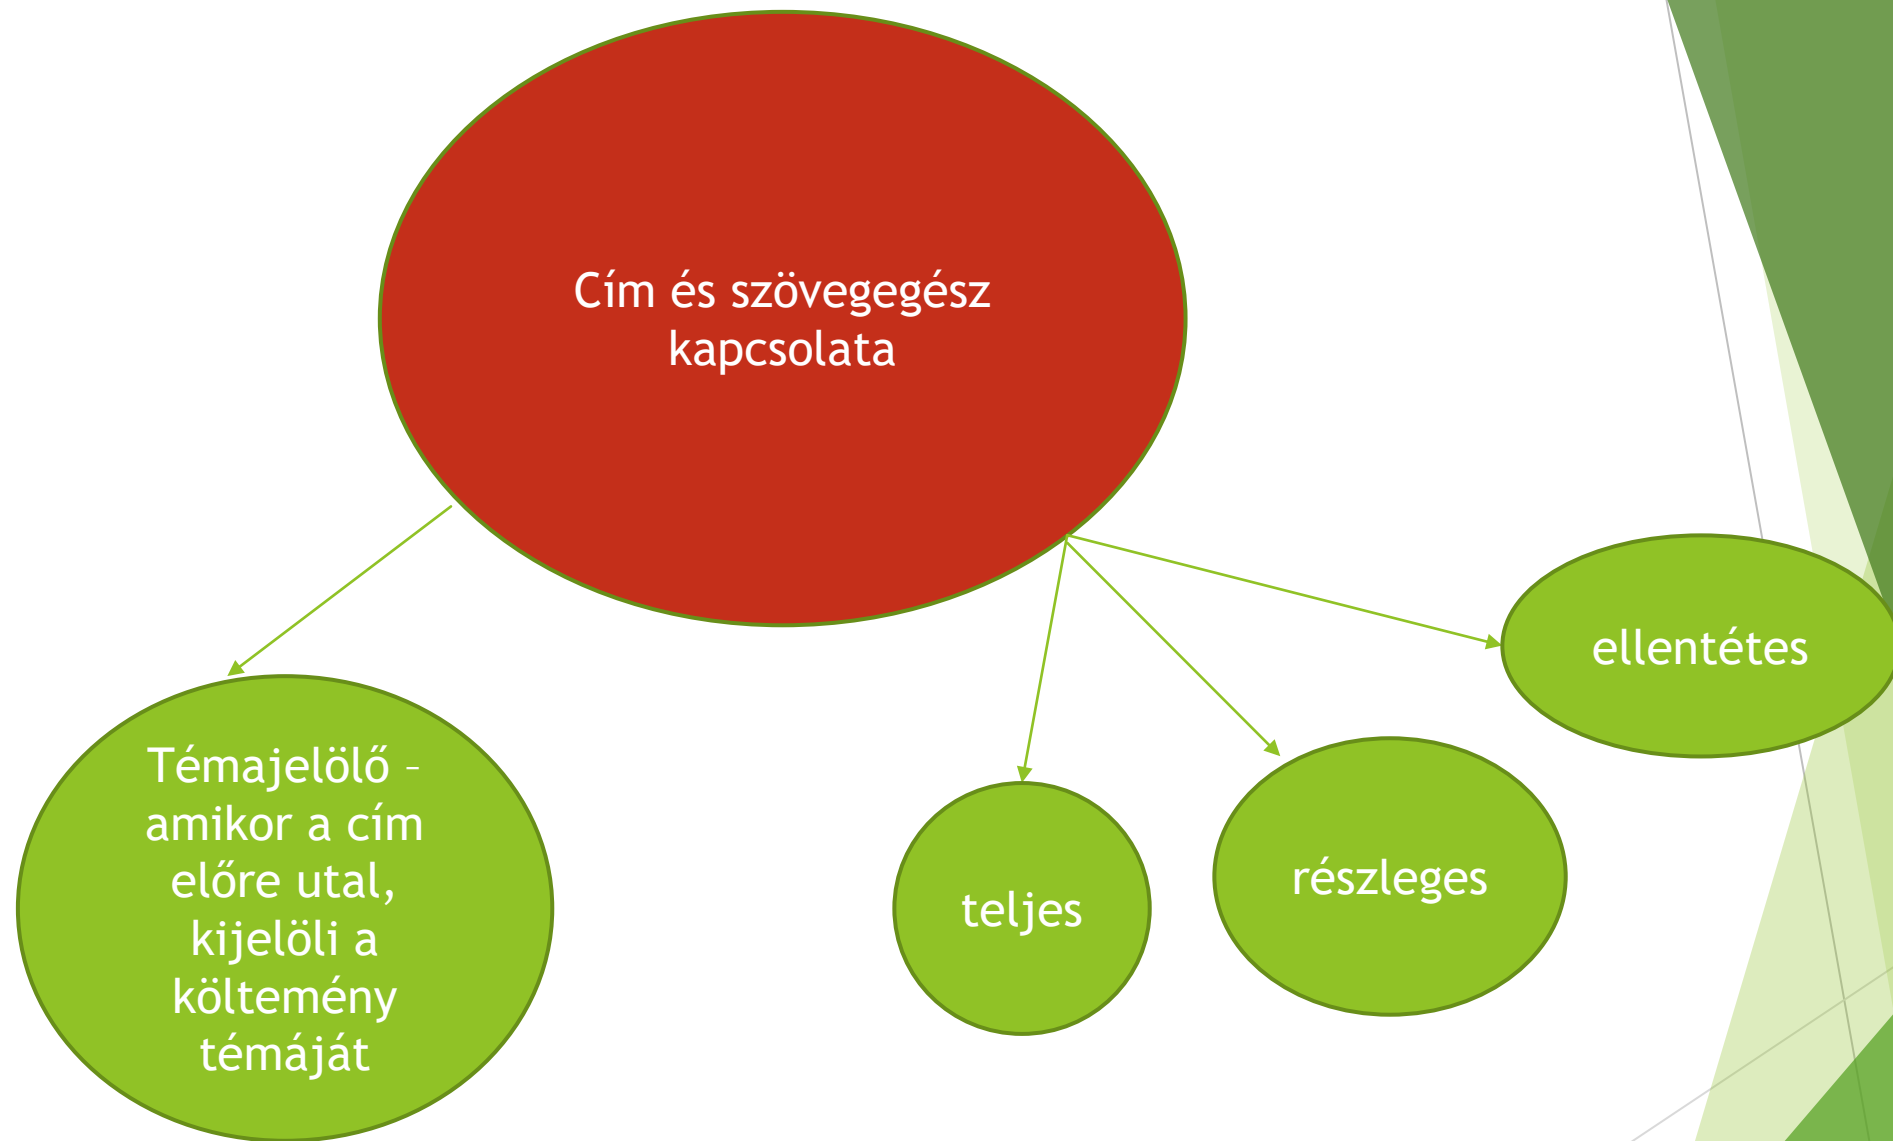 Cím és szövegegész
kapcsolata
Témajelölő –
amikor a cím
előre utal,
kijelöli a
költemény
témáját
teljes
részleges
ellentétes